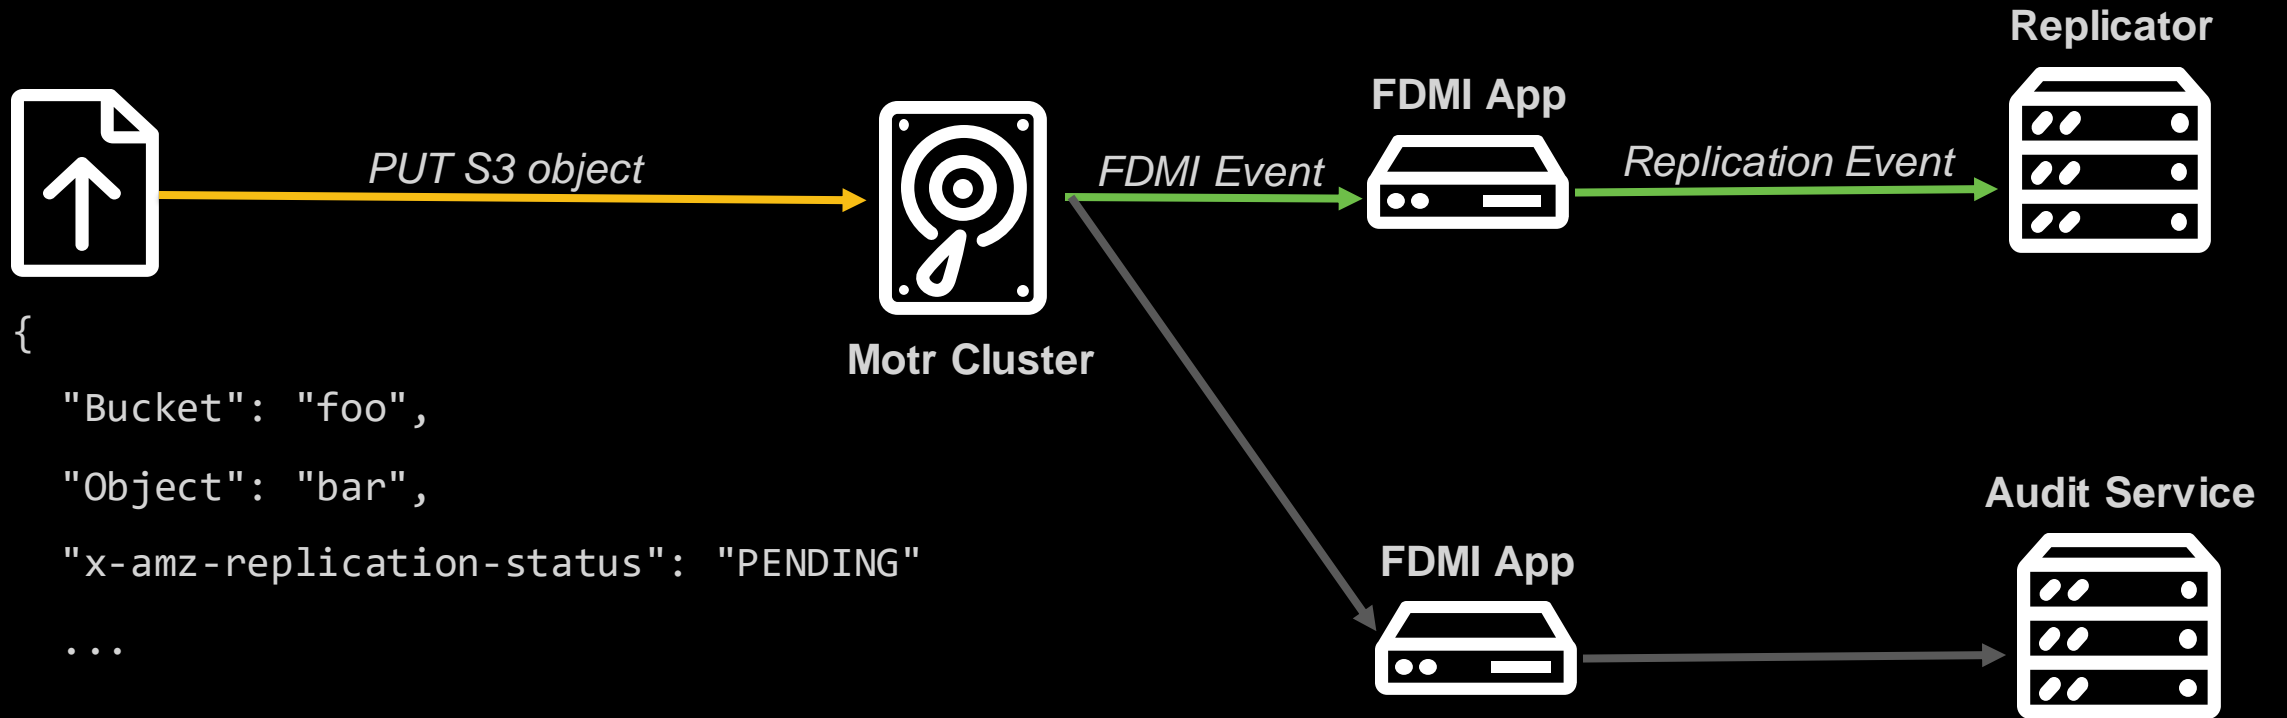 Replicator
FDMI App
PUT S3 object
FDMI Event
Replication Event
Motr Cluster
{
"Bucket": "foo",
"Object": "bar",
"x-amz-replication-status": "PENDING"
...
FDMI App
Audit Service